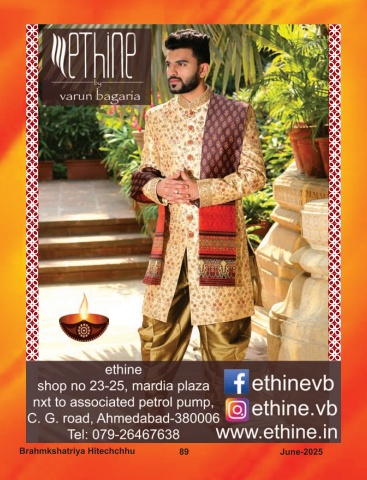 ethine
by
varun bagaria
ethine
shop no 23-25, mardia plaza
nxt to associated petrol pump,
C. G. road, Ahmedabad-380006
Tel: 079-26467638
f ethinevb
ethine.vb
www.ethine.in
Brahmkshatriya Hitechchhu 89 June-2025